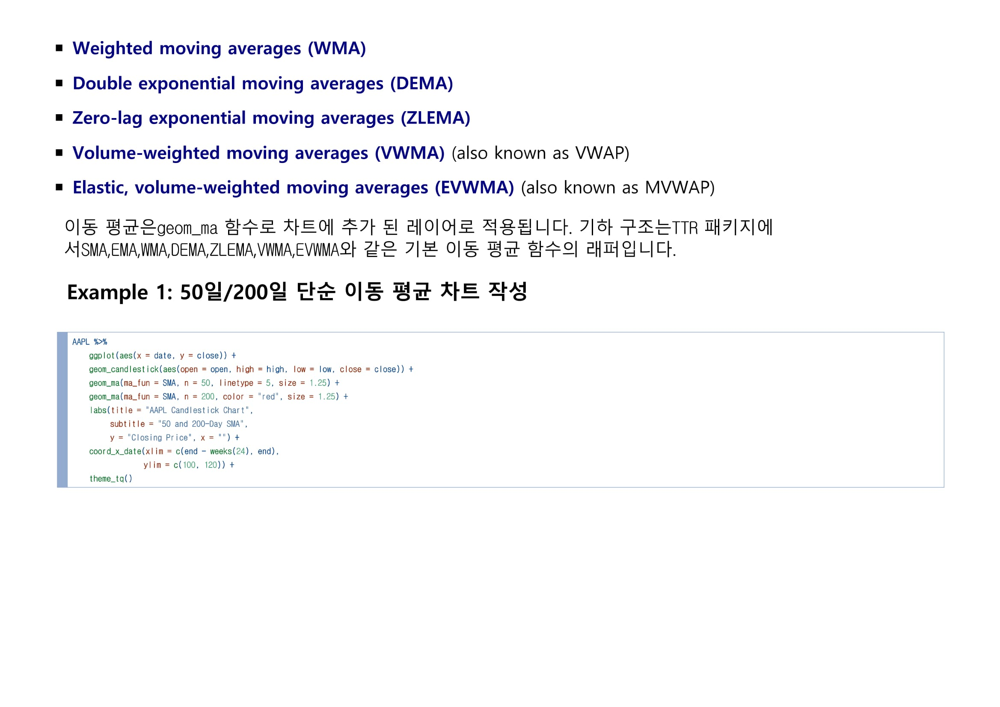 ▪ Weighted moving averages (WMA)
▪ Double exponential moving averages (DEMA)
▪ Zero-lag exponential moving averages (ZLEMA)
▪ Volume-weighted moving averages (VWMA) (also known as VWAP)
▪ Elastic, volume-weighted moving averages (EVWMA) (also known as MVWAP)
이동 평균은geom_ma 함수로 차트에 추가 된 레이어로 적용됩니다. 기하 구조는TTR 패키지에
서SMA,EMA,WMA,DEMA,ZLEMA,VWMA,EVWMA와 같은 기본 이동 평균 함수의 래퍼입니다.
Example 1: 50일/200일 단순 이동 평균 차트 작성
AAPL %>%
    ggplot(aes(x = date, y = close)) +
    geom_candlestick(aes(open = open, high = high, low = low, close = close)) +
    geom_ma(ma_fun = SMA, n = 50, linetype = 5, size = 1.25) +
    geom_ma(ma_fun = SMA, n = 200, color = "red", size = 1.25) +
    labs(title = "AAPL Candlestick Chart",
         subtitle = "50 and 200-Day SMA",
         y = "Closing Price", x = "") +
    coord_x_date(xlim = c(end - weeks(24), end),
                 ylim = c(100, 120)) +
    theme_tq()